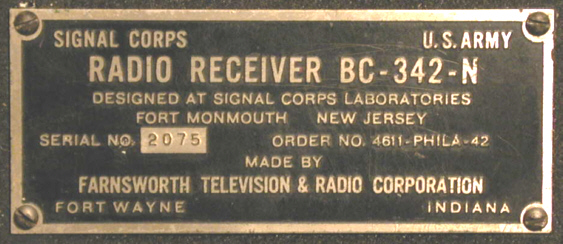 SIGNAL CORPS U.S. ARMY
RADIO RECEIVER BC-342-N
DESIGNED AT SIGNAL CORPS LABORATORIES
FORT MONMOUTH NEW JERSEY
SERIAL NO. 2075 ORDER NO. 4611-PHILA-42
MADE BY
FARNSWORTH TELEVISION & RADIO CORPORATION
FORT WAYNE INDIANA